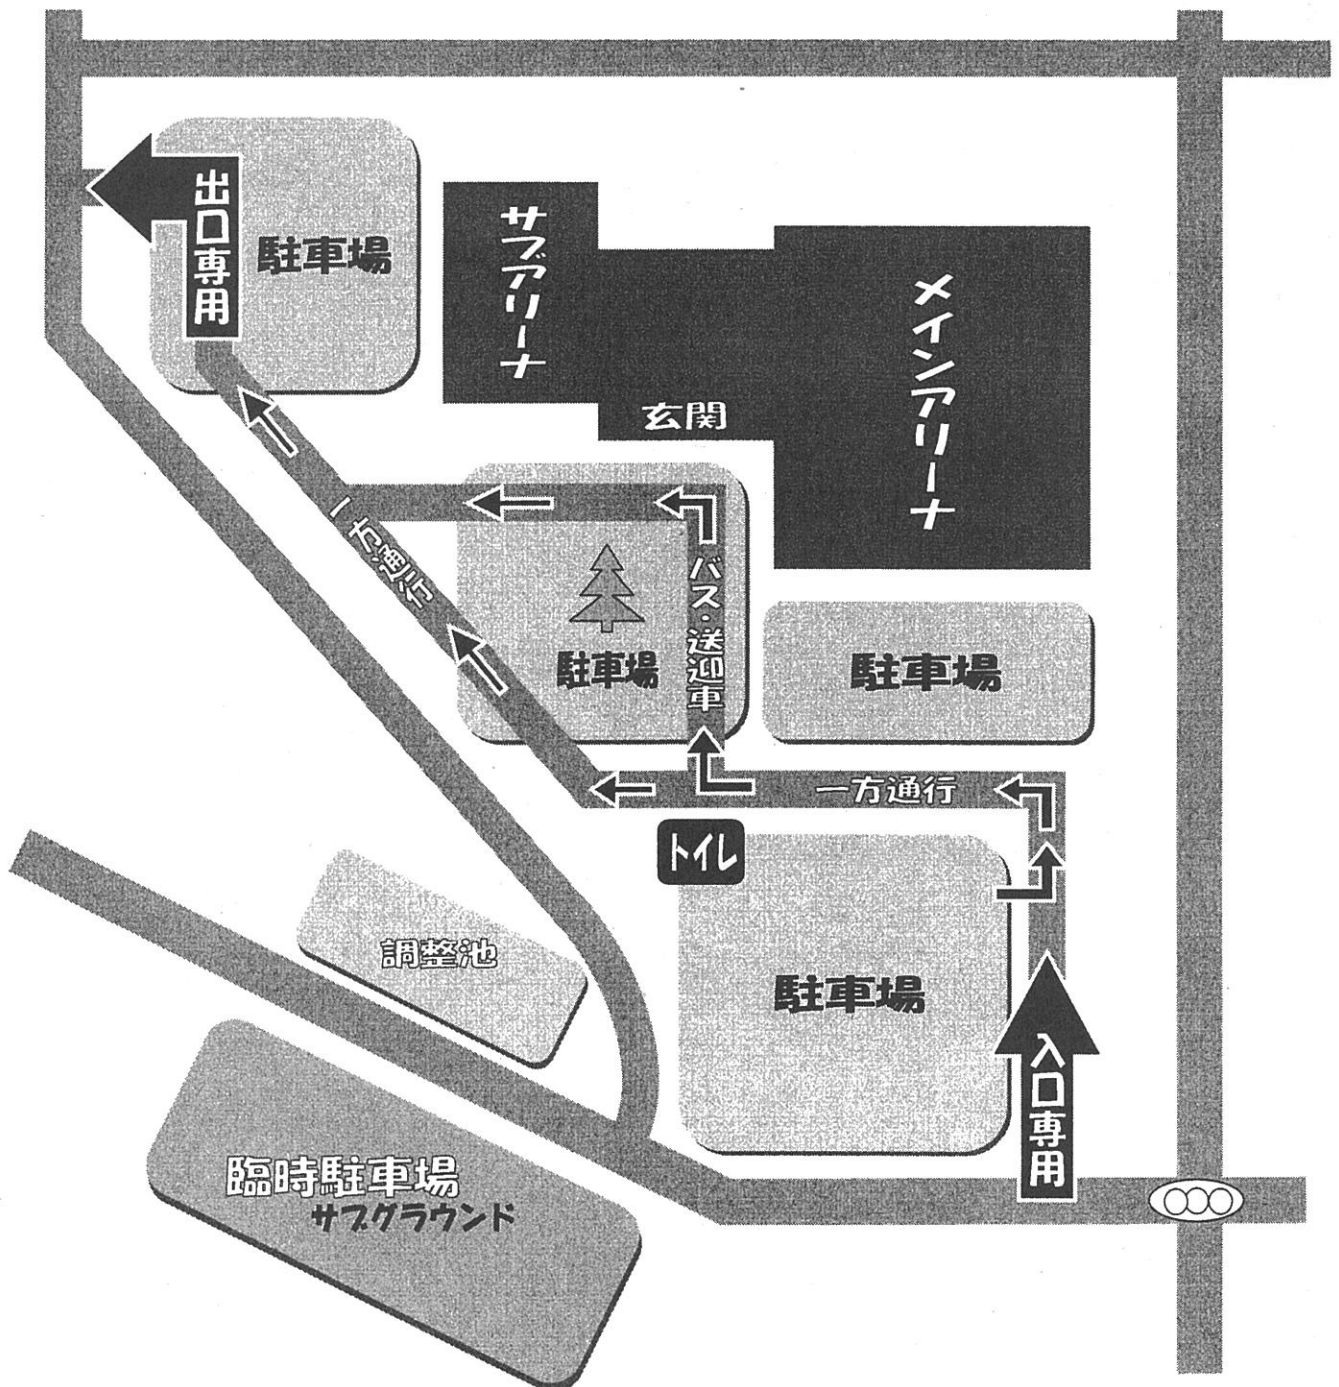 出口専用
駐車場
サブアリーナ
メインアリーナ
玄関
一方通行
バス・送迎車
駐車場
駐車場
一方通行
トイレ
調整池
駐車場
入口専用
臨時駐車場
サブグラウンド